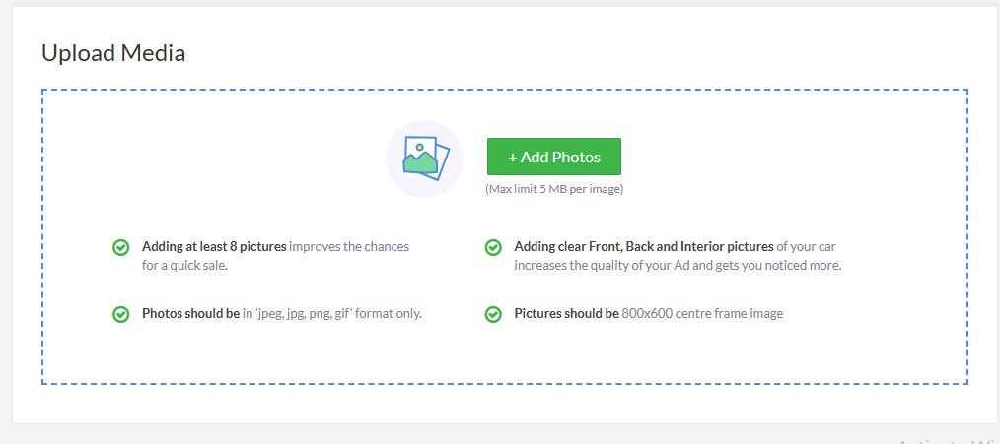 Upload Media
+ Add Photos
(Max limit 5 MB per image)
Adding at least 8 pictures improves the chances
for a quick sale.
Adding clear Front, Back and Interior pictures of your car
increases the quality of your Ad and gets you noticed more.
Photos should be in 'jpeg, jpg, png, gif' format only.
Pictures should be 800x600 centre frame image